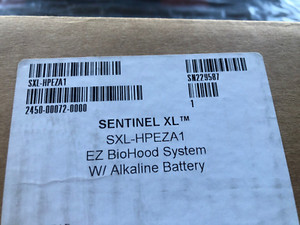 SXL-HPEZA1
SN229587
2450-00072-0000
1
SENTINEL XL™
SXL-HPEZA1
EZ BioHood System
W/ Alkaline Battery